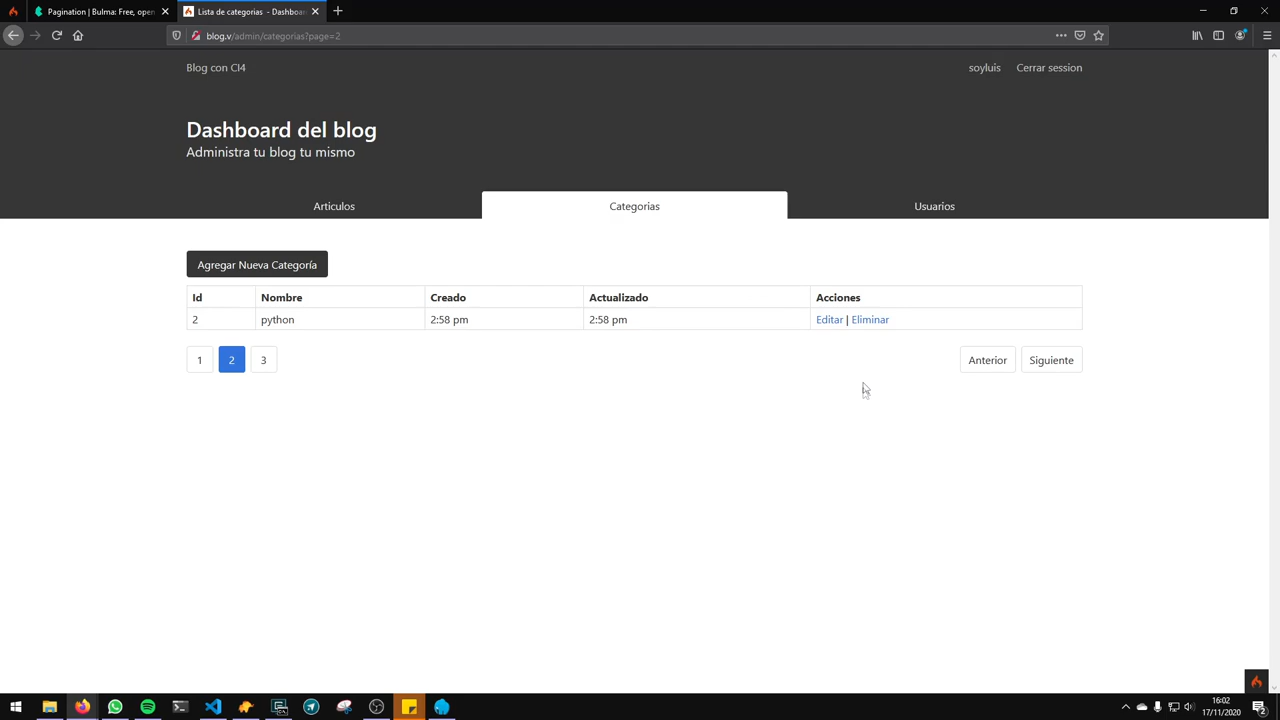 Pagination | Bulma: Free, open
Lista de categorias - Dashboar
blog.v/admin/categorias?page=2
Blog con CI4
soyluis
Cerrar session
Dashboard del blog
Administra tu blog tu mismo
Articulos
Categorias
Usuarios
Agregar Nueva Categoría
Id Nombre Creado Actualizado Acciones
2 python 2:58 pm 2:58 pm Editar | Eliminar
1 2 3 Anterior Siguiente
16:02
17/11/2020
2